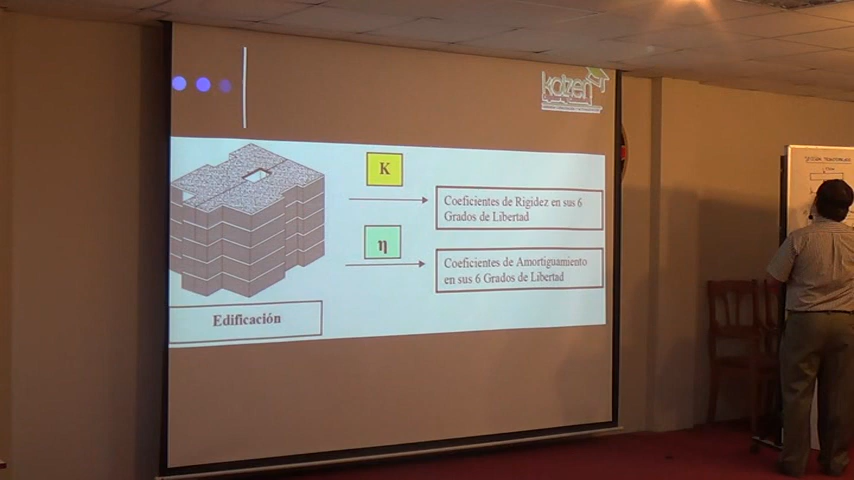 kaizen
K
Coeficientes de Rigidez en sus 6
Grados de Libertad
η
Coeficientes de Amortiguamiento
en sus 6 Grados de Libertad
Edificación